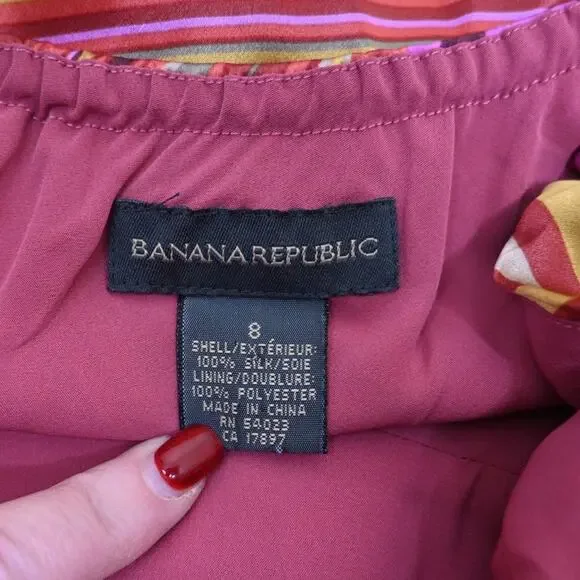 BANANA REPUBLIC
8
SHELL/EXTÉRIEUR:
100% SILK/SOIE
LINING/DOUBLURE:
100% POLYESTER
MADE IN CHINA
RN 54023
CA 17897